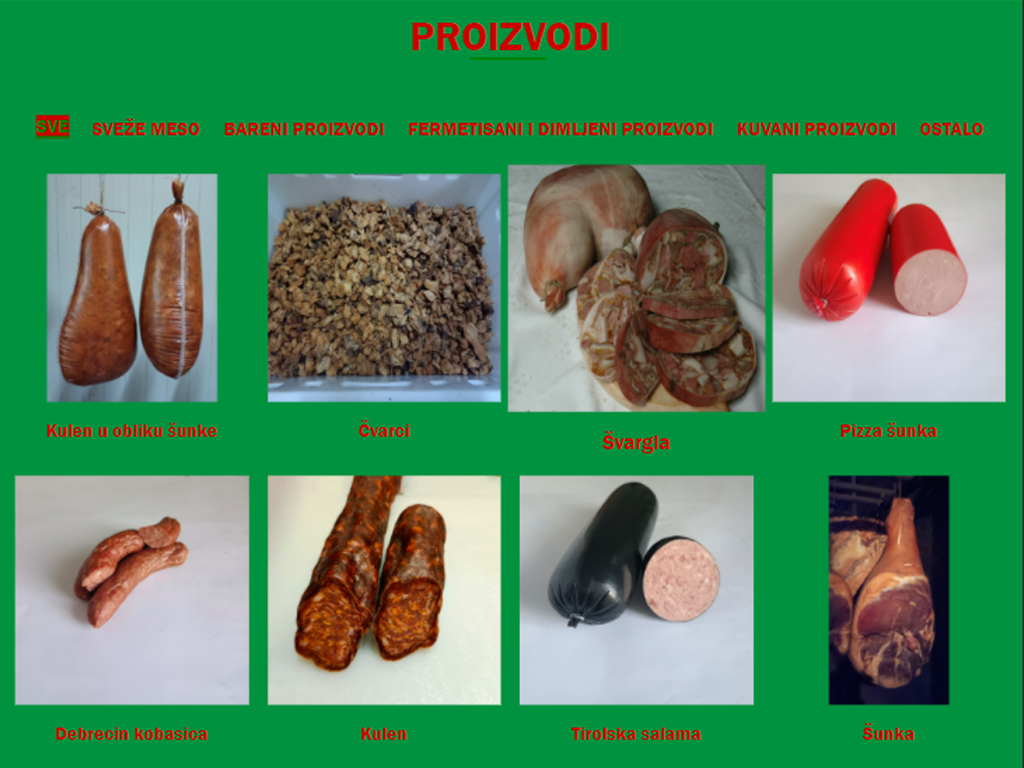 PROIZVODI
SVE SVEŽE MESO BARENI PROIZVODI FERMETISANI I DIMLJENI PROIZVODI KUVANI PROIZVODI OSTALO
Kulen u obliku šunke Čvarci Švargla Pizza šunka
Debrecin kobasica Kulen Tirolska salama Šunka